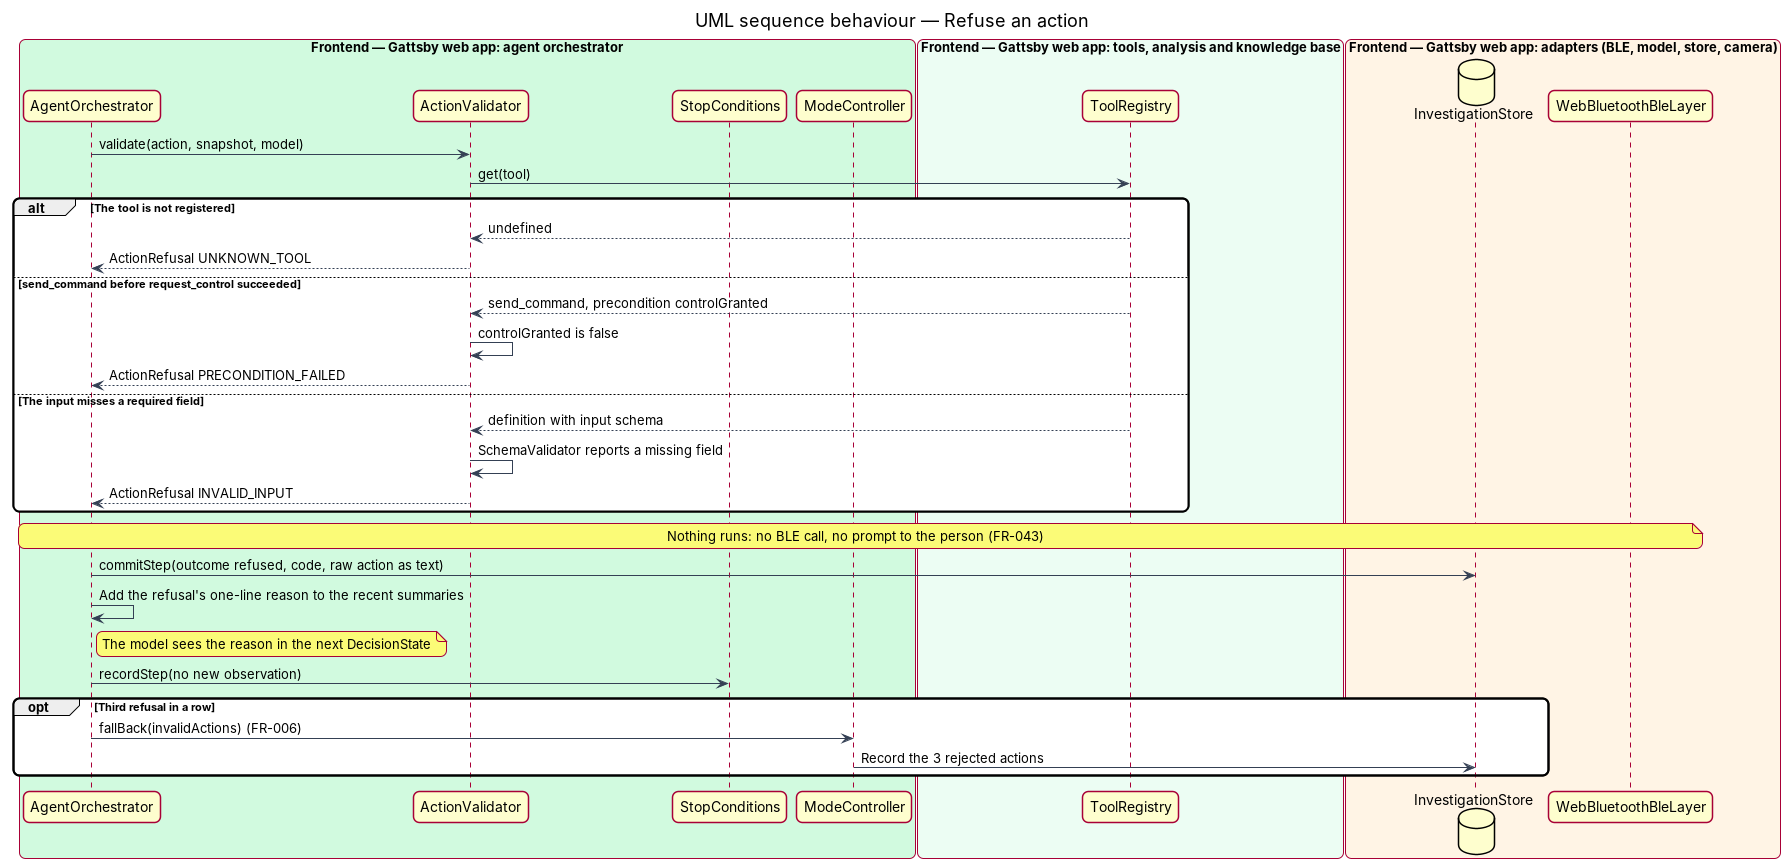 UML sequence behaviour — Refuse an action
Frontend — Gattsby web app: agent orchestrator
Frontend — Gattsby web app: tools, analysis and knowledge base
Frontend — Gattsby web app: adapters (BLE, model, store, camera)
AgentOrchestrator
ActionValidator
StopConditions
ModeController
ToolRegistry
InvestigationStore
WebBluetoothBleLayer
validate(action, snapshot, model)
get(tool)
alt
[The tool is not registered]
undefined
ActionRefusal UNKNOWN_TOOL
[send_command before request_control succeeded]
send_command, precondition controlGranted
controlGranted is false
ActionRefusal PRECONDITION_FAILED
[The input misses a required field]
definition with input schema
SchemaValidator reports a missing field
ActionRefusal INVALID_INPUT
Nothing runs: no BLE call, no prompt to the person (FR-043)
commitStep(outcome refused, code, raw action as text)
Add the refusal's one-line reason to the recent summaries
The model sees the reason in the next DecisionState
recordStep(no new observation)
opt
[Third refusal in a row]
fallBack(invalidActions) (FR-006)
Record the 3 rejected actions
AgentOrchestrator
ActionValidator
StopConditions
ModeController
ToolRegistry
InvestigationStore
WebBluetoothBleLayer